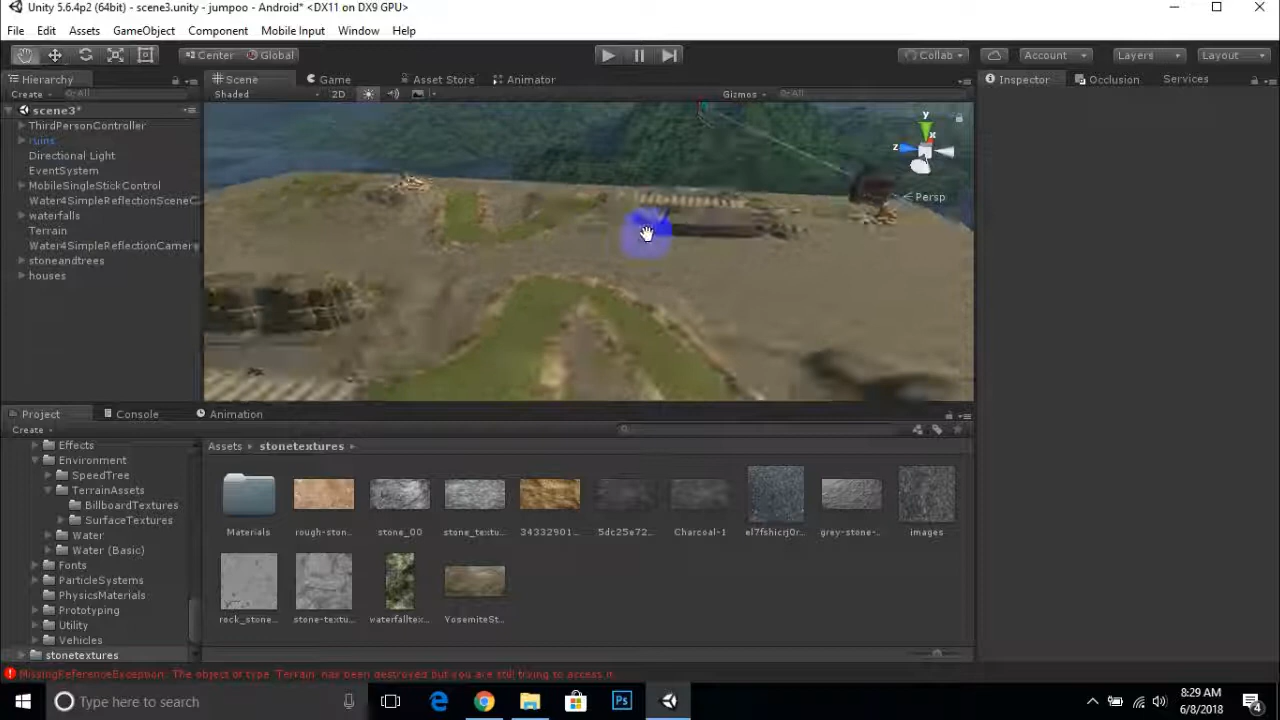 Unity 5.6.4p2 (64bit) - scene3.unity - jumpoo - Android* <DX11 on DX9 GPU>
File Edit Assets GameObject Component Mobile Input Window Help
Center Global Collab Account Layers Layout
Hierarchy Scene Game Asset Store Animator Inspector Occlusion Services
Create All Shaded 2D Gizmos All
scene3*
ThirdPersonController
ruins
Directional Light
EventSystem
MobileSingleStickControl
Water4SimpleReflectionScene
waterfalls
Terrain
Water4SimpleReflectionCamer
stoneandtrees
houses
y
x
z
Persp
Project Console Animation
Create
Effects
Environment
SpeedTree
TerrainAssets
BillboardTextures
SurfaceTextures
Water
Water (Basic)
Fonts
ParticleSystems
PhysicsMaterials
Prototyping
Utility
Vehicles
stonetextures
Assets stonetextures
Materials rough-ston... stone_00 stone_textu... 34332901... 5dc25e72... Charcoal-1 el7fshicrj0r... grey-stone-... images
rock_stone... stone-textu... waterfalltex... YosemiteSt...
MissingReferenceException: The object of type 'Terrain' has been destroyed but you are still trying to access it.
Type here to search
Ps
8:29 AM
6/8/2018
4